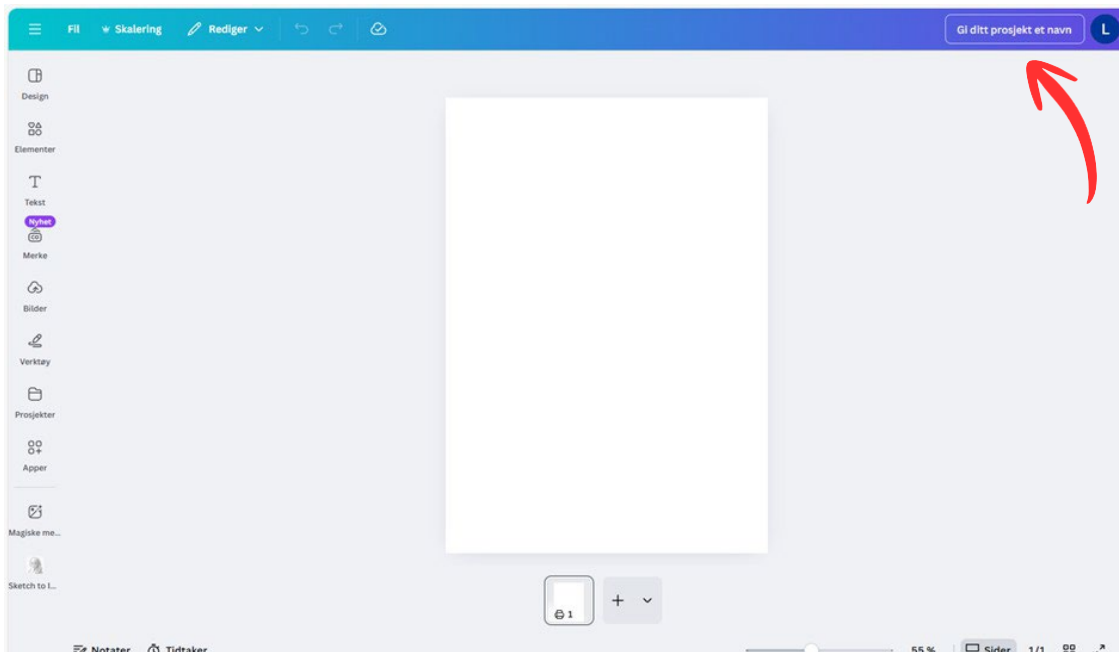 Fil Skalering Rediger Gi ditt prosjekt et navn L
Design
Elementer
Tekst
Nyhet
CO
Merke
Bilder
Verktøy
Prosjekter
Apper
Magiske me...
Sketch to I...
1
Notater Tidtaker 55 % Sider 1/1